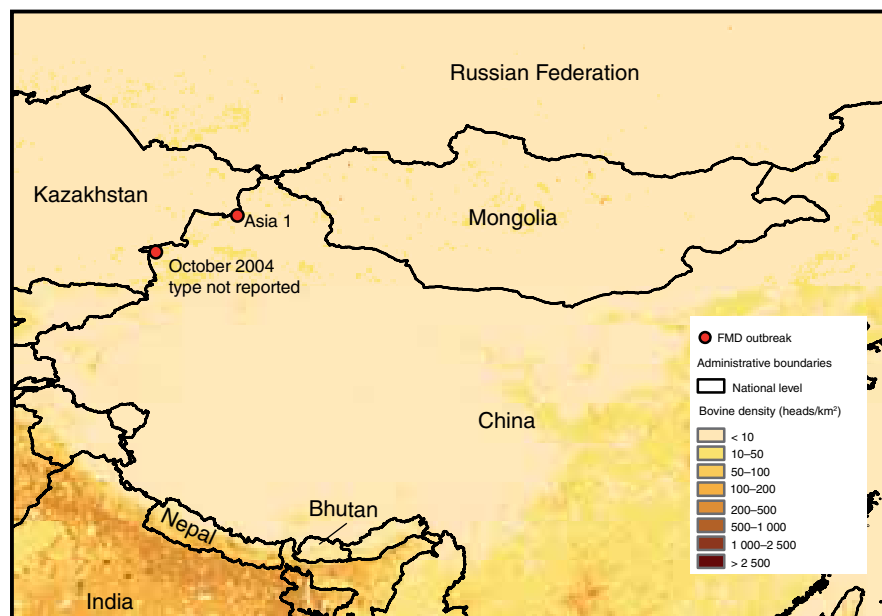 Russian Federation
Kazakhstan
Mongolia
Asia 1
October 2004
type not reported
China
Bhutan
Nepal
India
FMD outbreak
Administrative boundaries
National level
Bovine density (heads/km²)
< 10
10–50
50–100
100–200
200–500
500–1 000
1 000–2 500
> 2 500